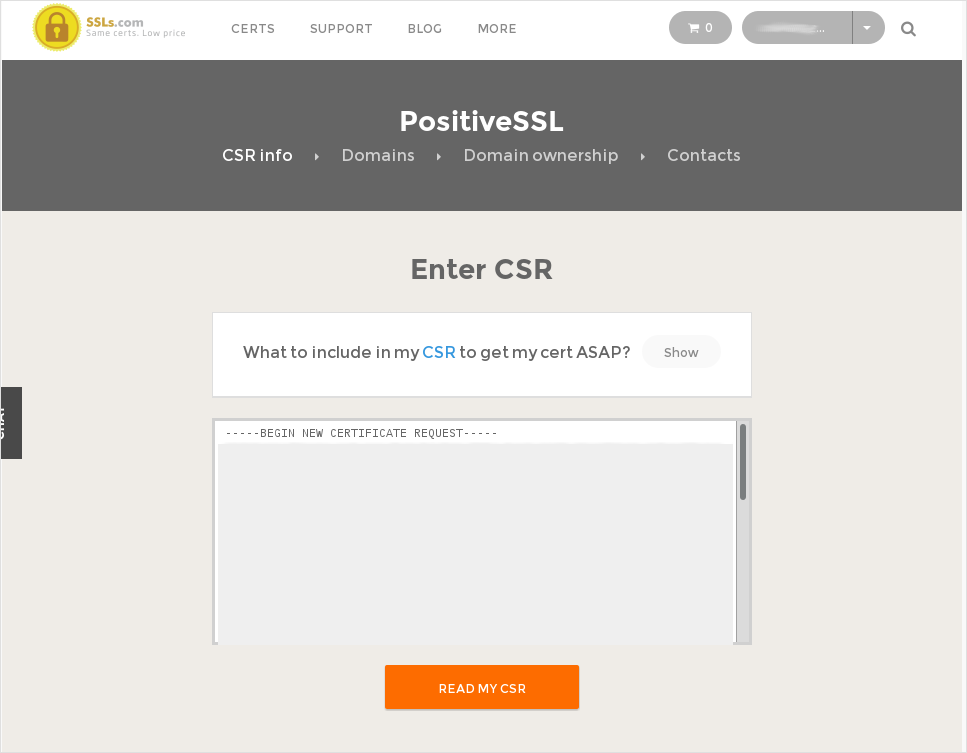 SSLs.com
Same certs. Low price
CERTS SUPPORT BLOG MORE 0 ...
PositiveSSL
CSR info Domains Domain ownership Contacts
Enter CSR
What to include in my CSR to get my cert ASAP? Show
CHAT
-----BEGIN NEW CERTIFICATE REQUEST-----
READ MY CSR